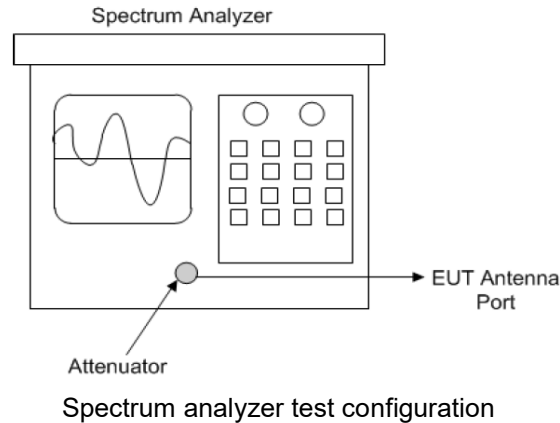 Spectrum Analyzer
EUT Antenna
Port
Attenuator
Spectrum analyzer test configuration